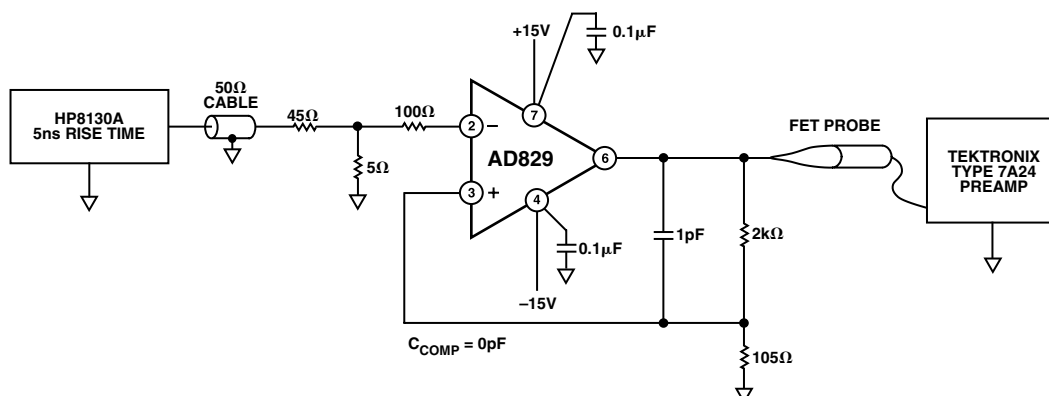 +15V
0.1μF
HP8130A
5ns RISE TIME
50Ω
CABLE
45Ω
5Ω
100Ω
2
–
7
AD829
6
3
+
4
0.1μF
–15V
1pF
2kΩ
105Ω
C_COMP = 0pF
FET PROBE
TEKTRONIX
TYPE 7A24
PREAMP